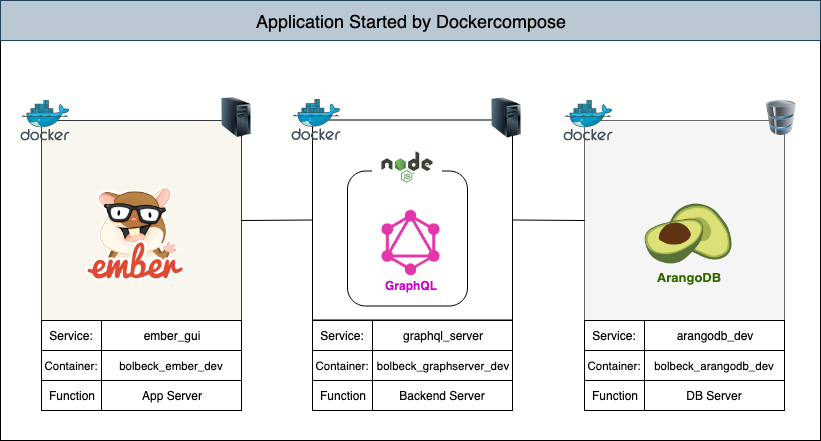 Application Started by Dockercompose
docker
docker
docker
node
JS
ember
GraphQL
ArangoDB
Service: ember_gui
Container: bolbeck_ember_dev
Function App Server
Service: graphql_server
Container: bolbeck_graphserver_dev
Function Backend Server
Service: arangodb_dev
Container: bolbeck_arangodb_dev
Function DB Server